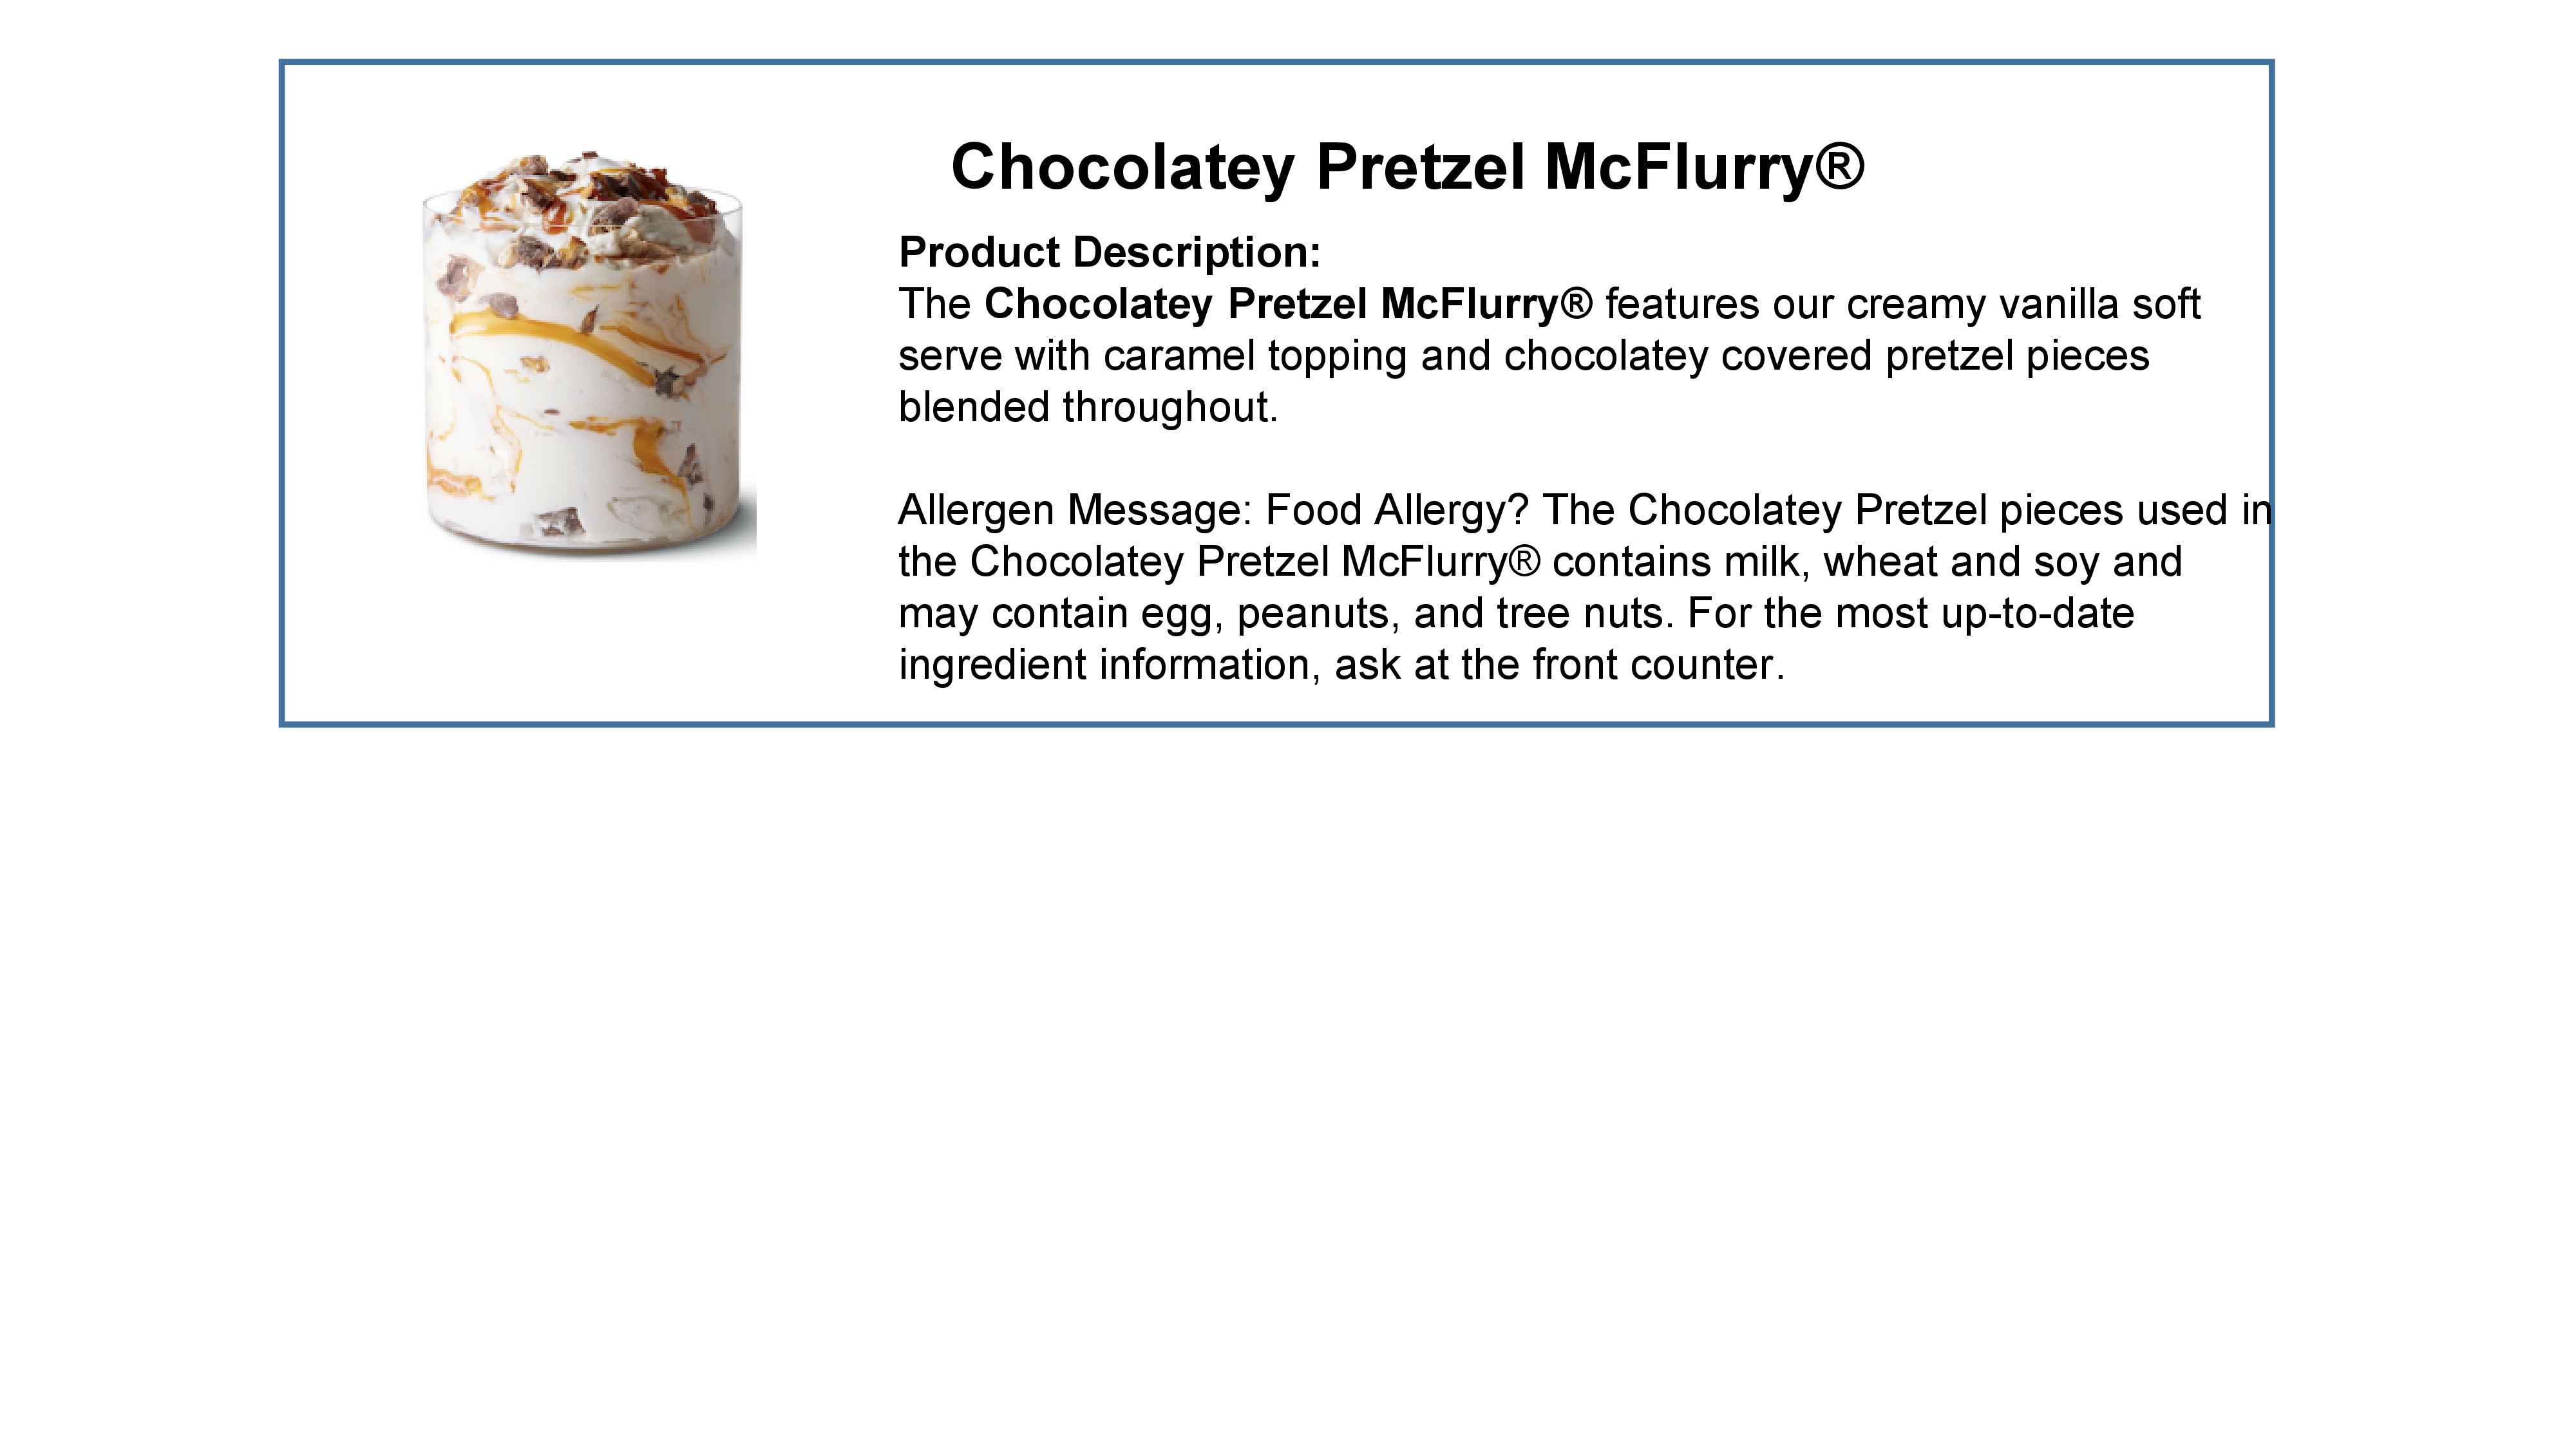 Chocolatey Pretzel McFlurry®
Product Description:
The Chocolatey Pretzel McFlurry® features our creamy vanilla soft
serve with caramel topping and chocolatey covered pretzel pieces
blended throughout.
Allergen Message: Food Allergy? The Chocolatey Pretzel pieces used in
the Chocolatey Pretzel McFlurry® contains milk, wheat and soy and
may contain egg, peanuts, and tree nuts. For the most up-to-date
ingredient information, ask at the front counter.